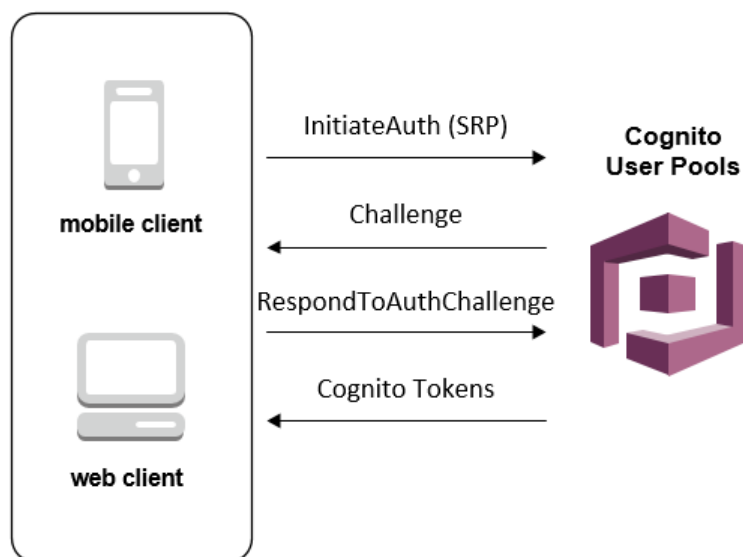 InitiateAuth (SRP)
Cognito
User Pools
mobile client
Challenge
RespondToAuthChallenge
Cognito Tokens
web client